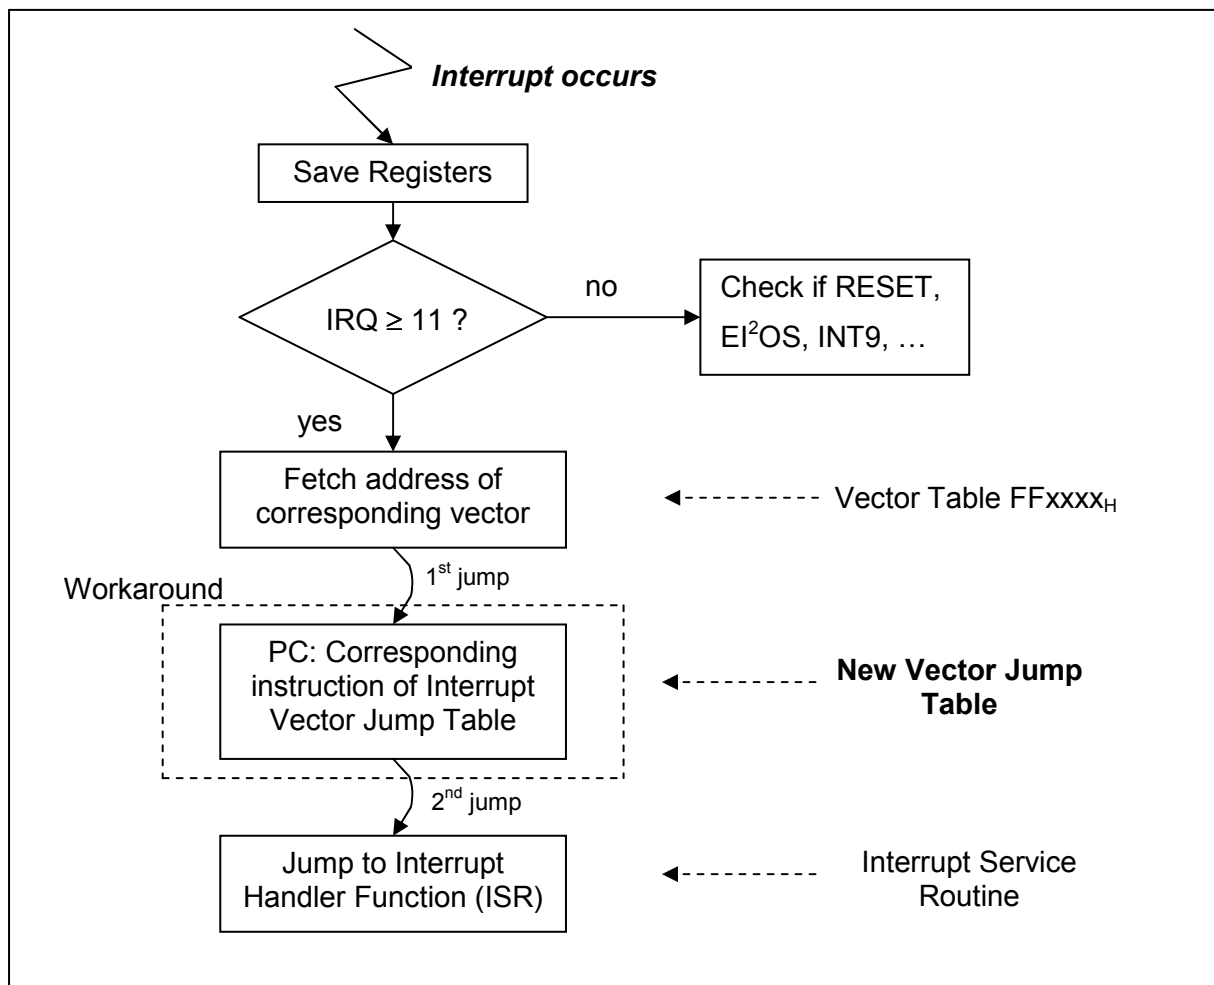 Interrupt occurs
Save Registers
IRQ ≥ 11 ?
no
Check if RESET,
EI²OS, INT9, …
yes
Fetch address of
corresponding vector
Vector Table FFxxxxH
1st jump
Workaround
PC: Corresponding
instruction of Interrupt
Vector Jump Table
New Vector Jump
Table
2nd jump
Jump to Interrupt
Handler Function (ISR)
Interrupt Service
Routine